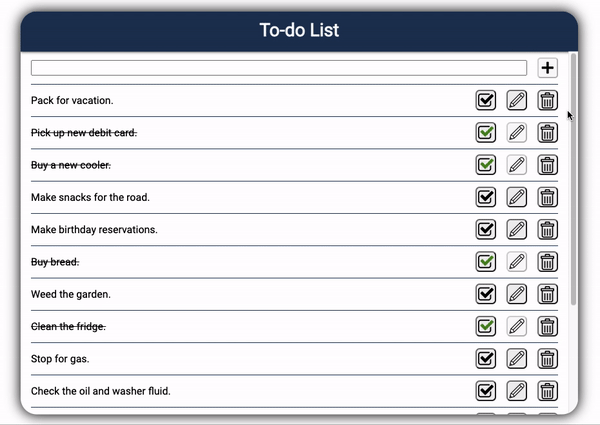 To-do List
Pack for vacation.
Pick up new debit card.
Buy a new cooler.
Make snacks for the road.
Make birthday reservations.
Buy bread.
Weed the garden.
Clean the fridge.
Stop for gas.
Check the oil and washer fluid.